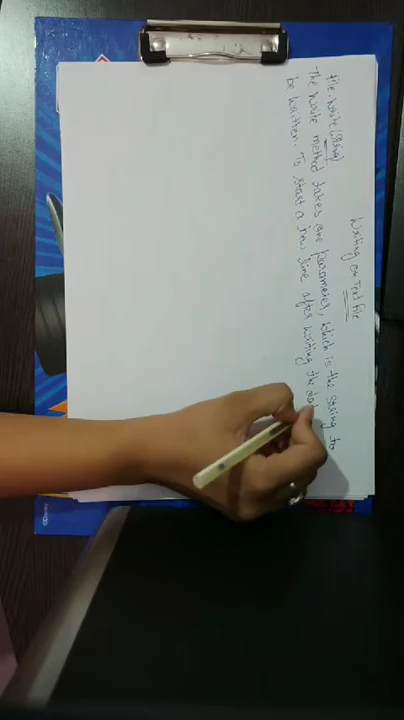 Writing on Text File
file.write(string)
The write method takes one parameter, which is the string to
be written. To start a new line after writing the dat